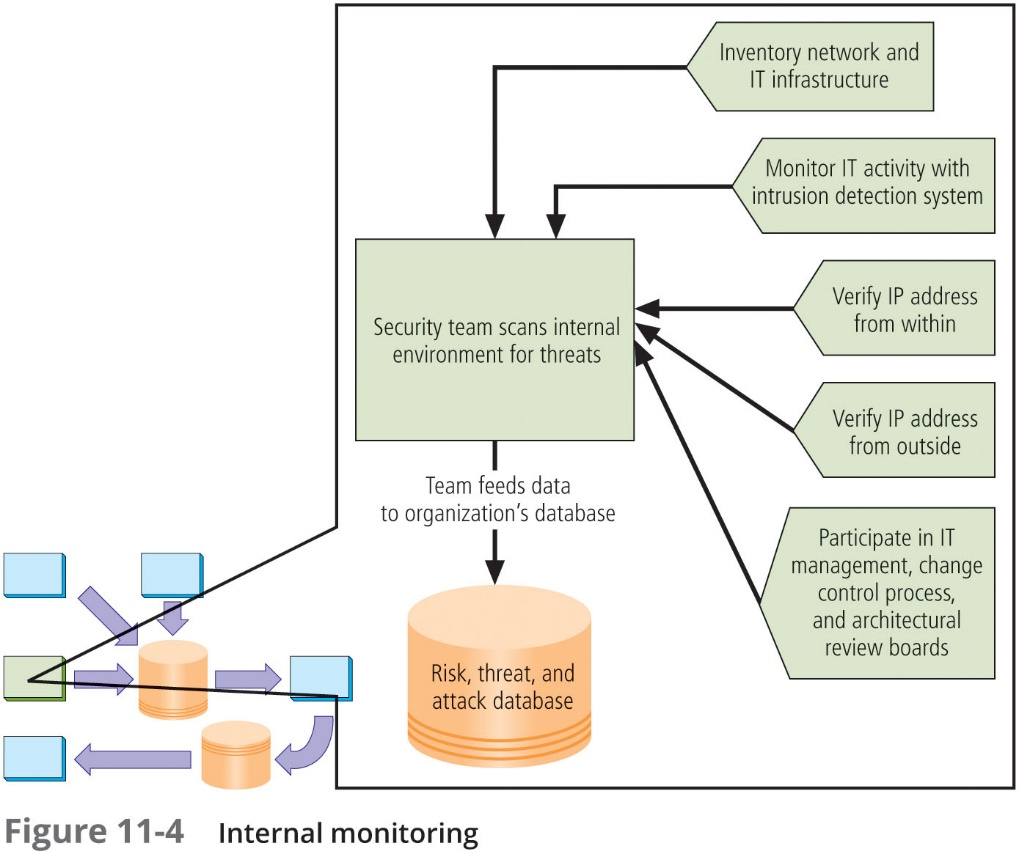 Inventory network and
IT infrastructure
Monitor IT activity with
intrusion detection system
Verify IP address
from within
Security team scans internal
environment for threats
Verify IP address
from outside
Team feeds data
to organization’s database
Participate in IT
management, change
control process,
and architectural
review boards
Risk, threat, and
attack database
Figure 11-4 Internal monitoring